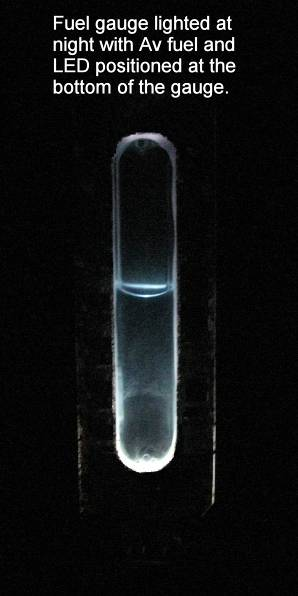 Fuel gauge lighted at
night with Av fuel and
LED positioned at the
bottom of the gauge.